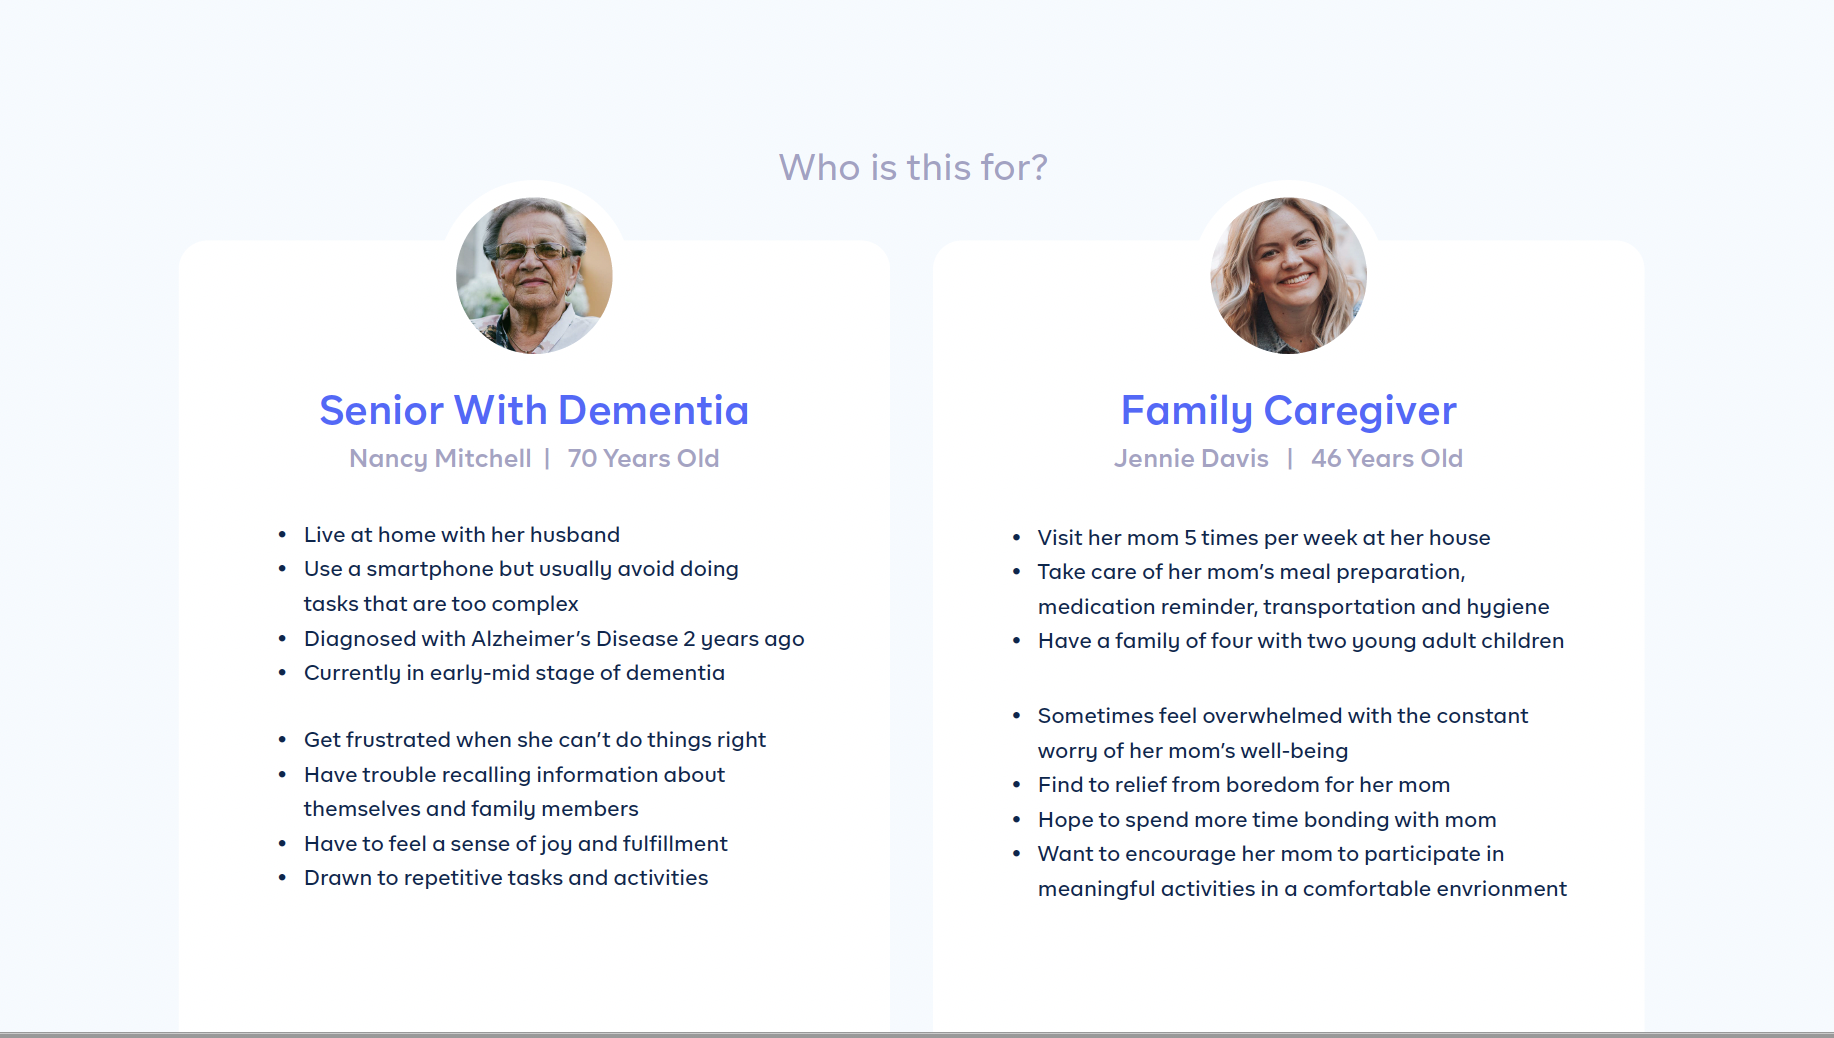 Who is this for?
Senior With Dementia
Nancy Mitchell | 70 Years Old
• Live at home with her husband
• Use a smartphone but usually avoid doing
tasks that are too complex
• Diagnosed with Alzheimer’s Disease 2 years ago
• Currently in early-mid stage of dementia
• Get frustrated when she can’t do things right
• Have trouble recalling information about
themselves and family members
• Have to feel a sense of joy and fulfillment
• Drawn to repetitive tasks and activities
Family Caregiver
Jennie Davis | 46 Years Old
• Visit her mom 5 times per week at her house
• Take care of her mom’s meal preparation,
medication reminder, transportation and hygiene
• Have a family of four with two young adult children
• Sometimes feel overwhelmed with the constant
worry of her mom’s well-being
• Find to relief from boredom for her mom
• Hope to spend more time bonding with mom
• Want to encourage her mom to participate in
meaningful activities in a comfortable envrionment